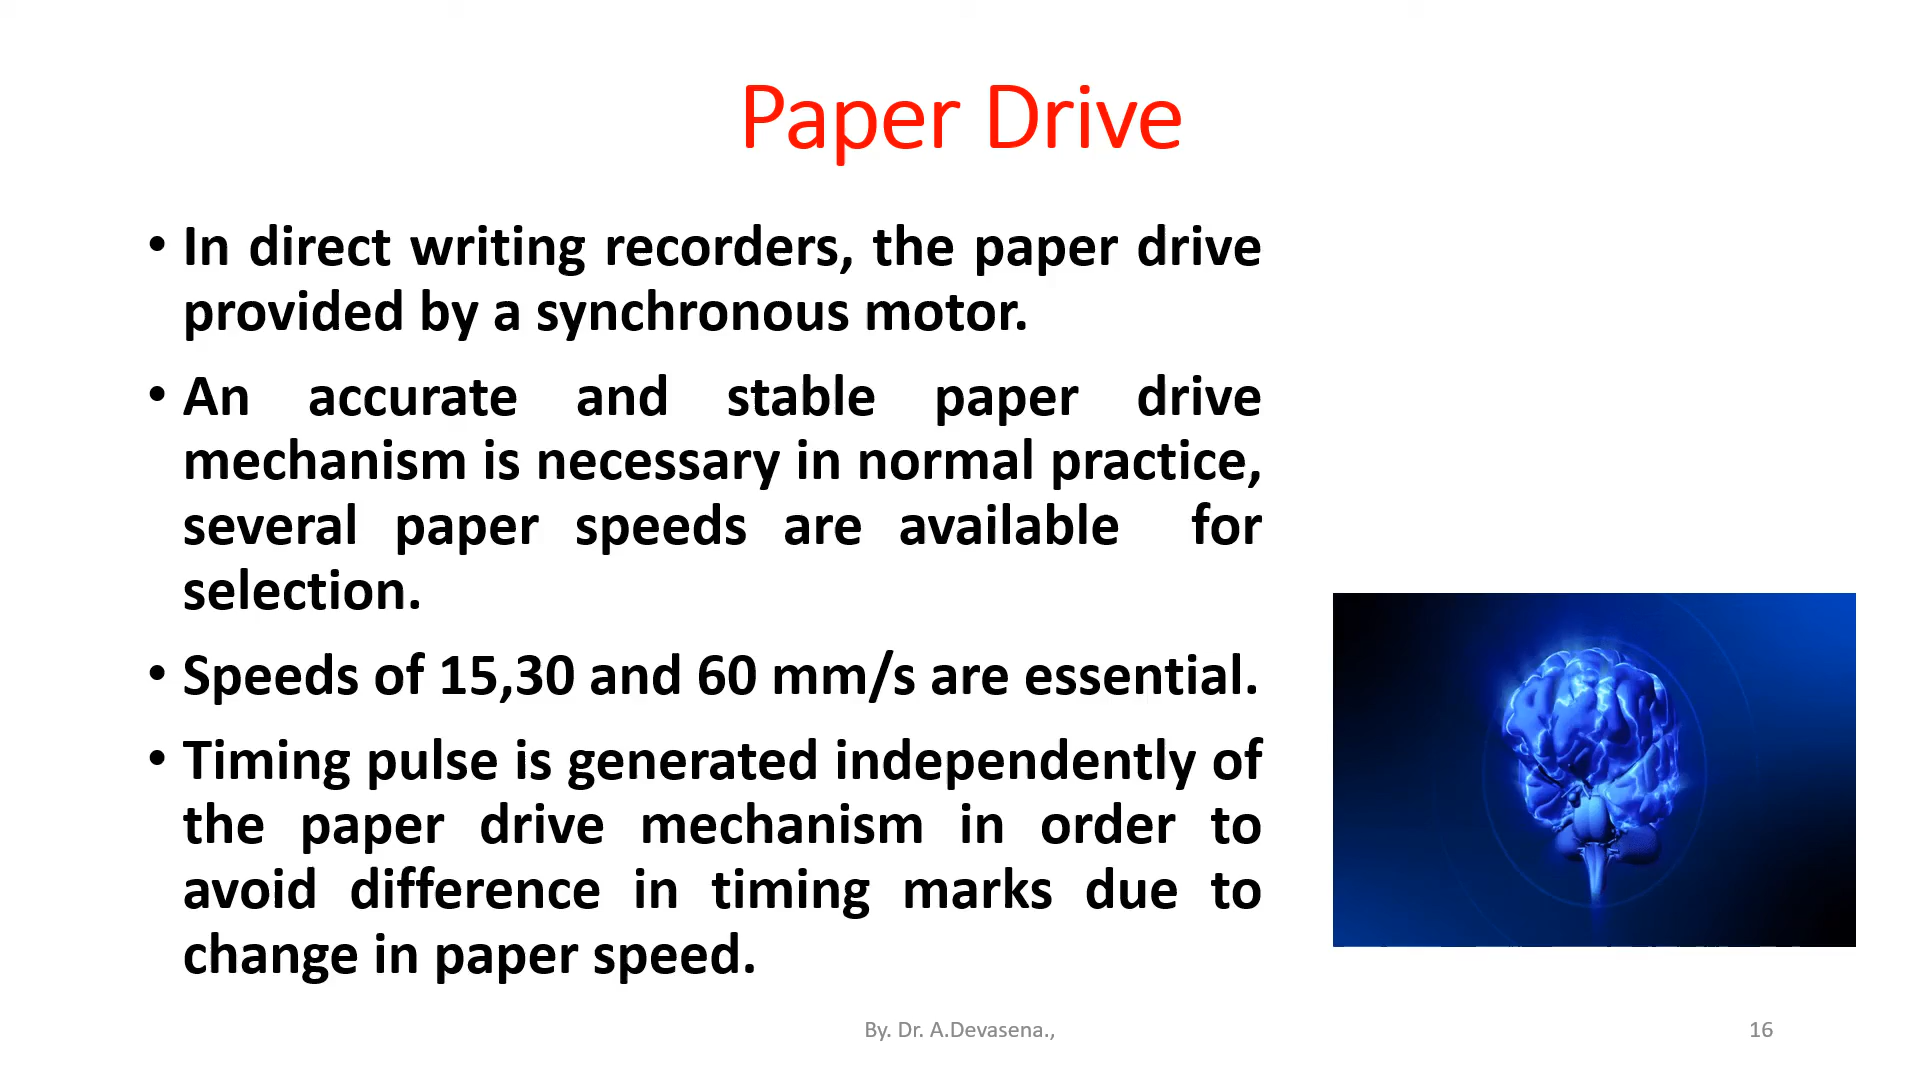 Paper Drive
• In direct writing recorders, the paper drive
provided by a synchronous motor.
• An accurate and stable paper drive
mechanism is necessary in normal practice,
several paper speeds are available for
selection.
• Speeds of 15,30 and 60 mm/s are essential.
• Timing pulse is generated independently of
the paper drive mechanism in order to
avoid difference in timing marks due to
change in paper speed.
By. Dr. A.Devasena.,
16